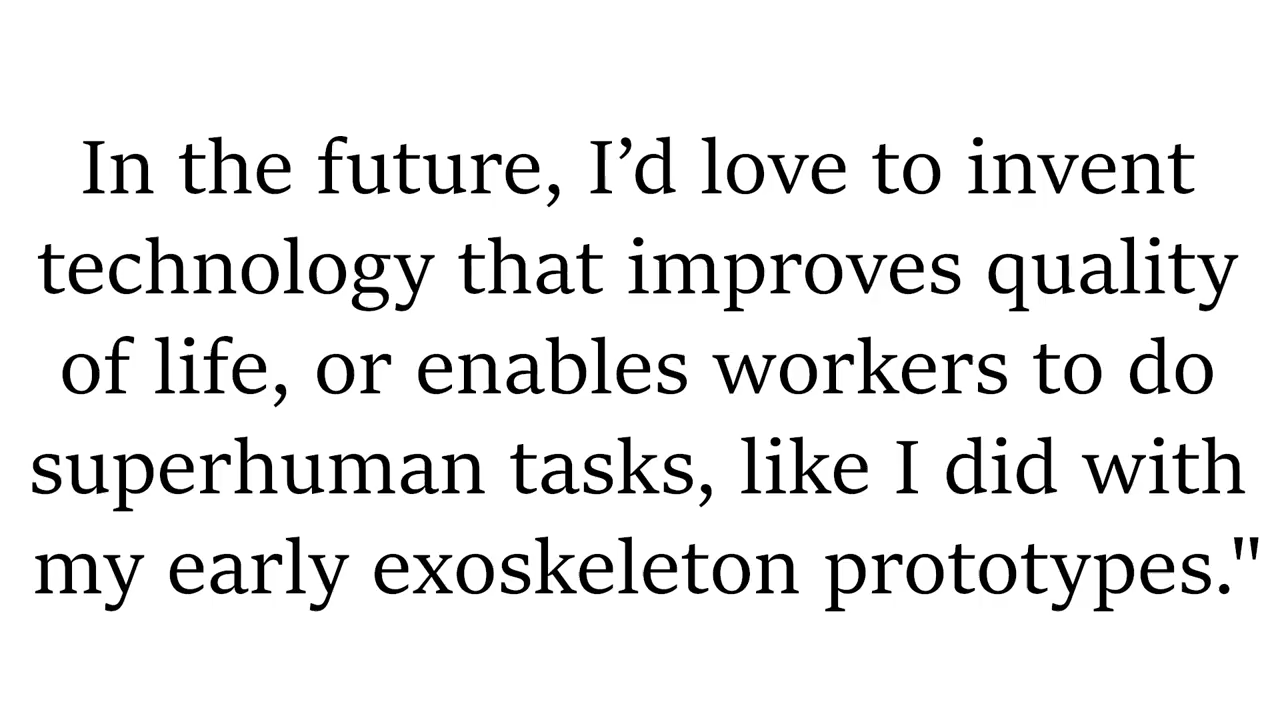 In the future, I’d love to invent
technology that improves quality
of life, or enables workers to do
superhuman tasks, like I did with
my early exoskeleton prototypes."